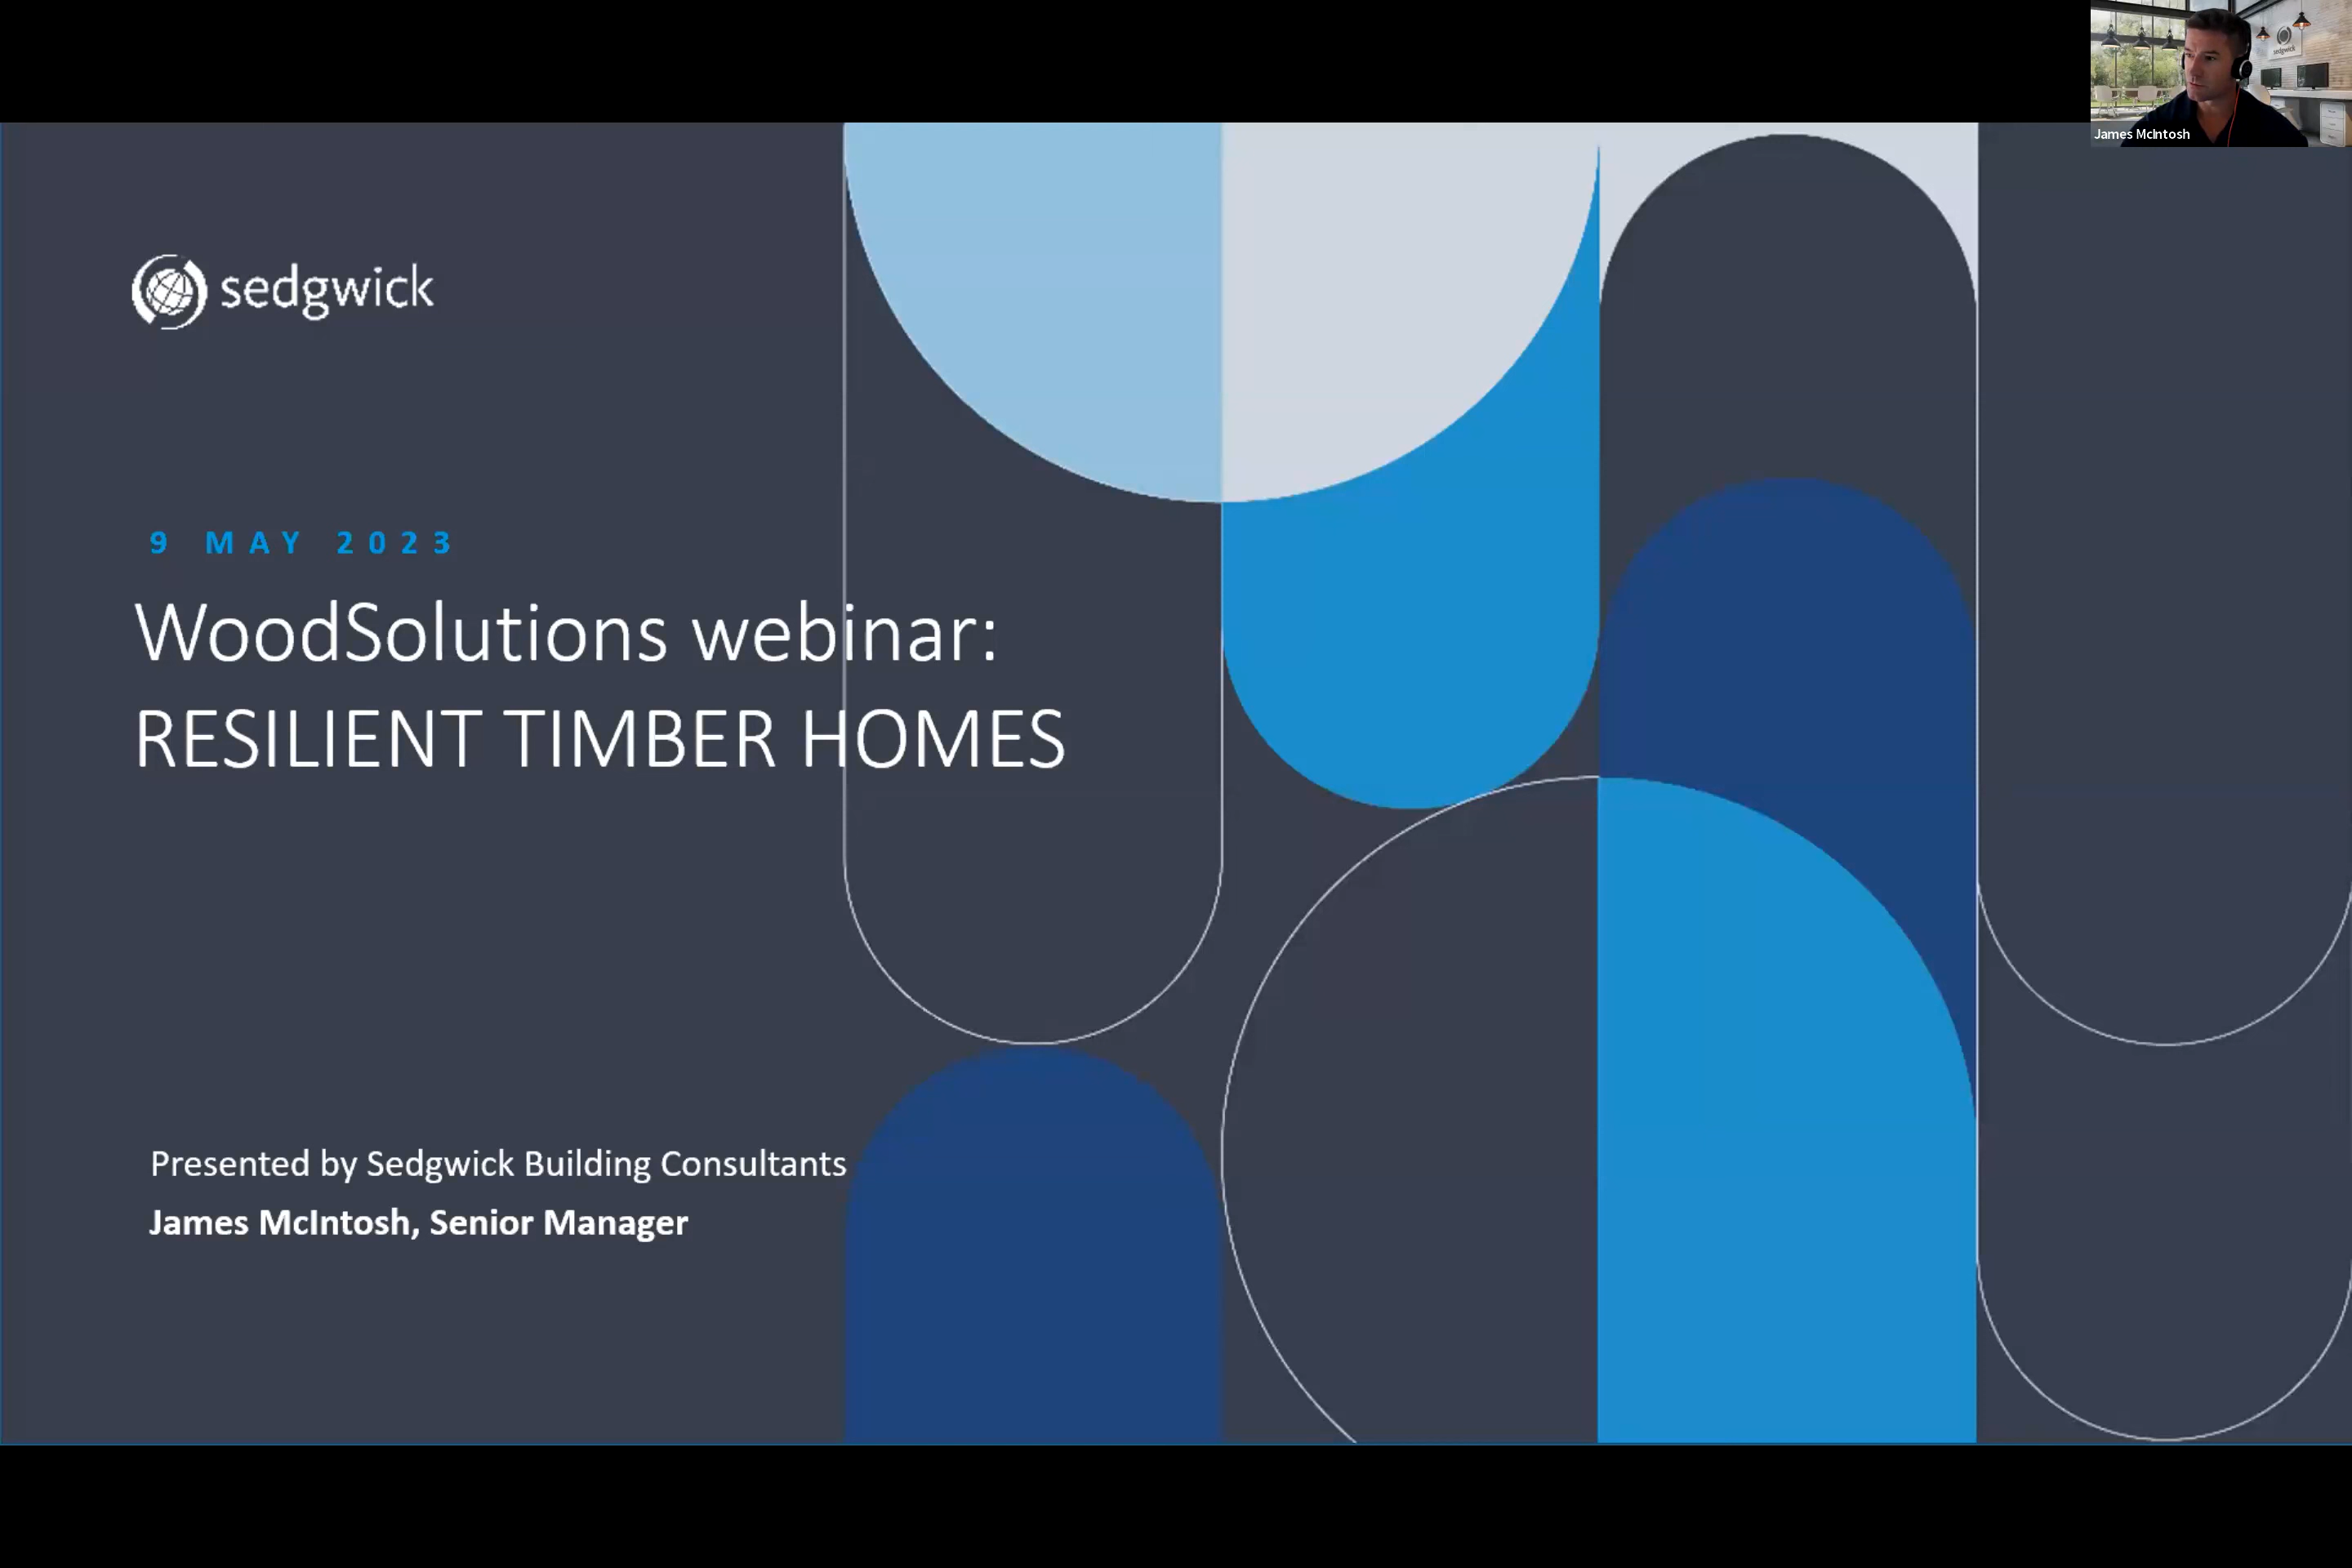 sedgwick
James McIntosh
sedgwick
9 MAY 2023
WoodSolutions webinar:
RESILIENT TIMBER HOMES
Presented by Sedgwick Building Consultants
James McIntosh, Senior Manager